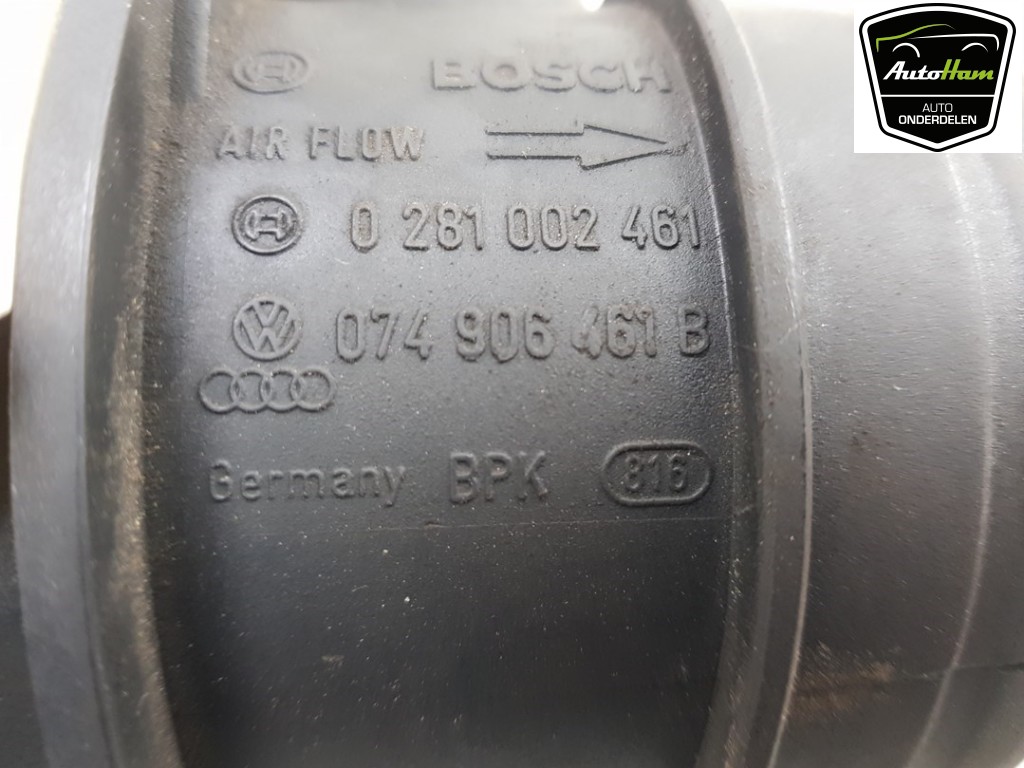 BOSCH
AIR FLOW
0 281 002 461
074 906 461 B
Germany BPK 816
AutoHam
AUTO
ONDERDELEN